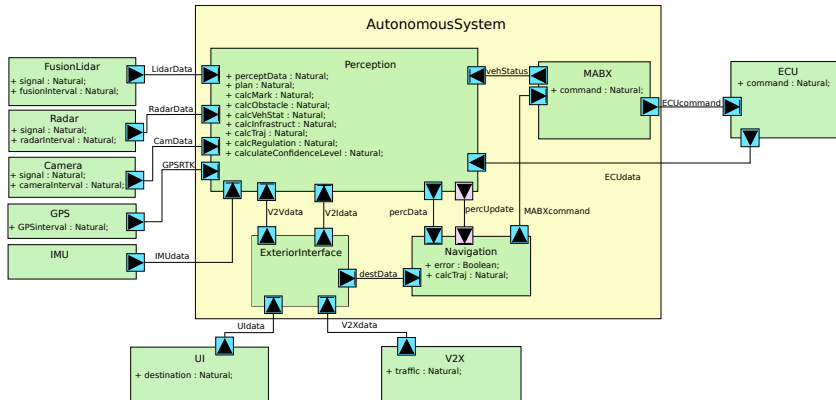 AutonomousSystem
FusionLidar
+ signal : Natural;
+ fusionInterval : Natural;
LidarData
Perception
+ perceptData : Natural;
+ plan : Natural;
+ calcMark : Natural;
+ calcObstacle : Natural;
+ calcVehStat : Natural;
+ calcInfrastruct : Natural;
+ calcTraj : Natural;
+ calcRegulation : Natural;
+ calculateConfidenceLevel : Natural;
vehStatus
MABX
+ command : Natural;
ECUcommand
ECU
+ command : Natural;
Radar
+ signal : Natural;
+ radarInterval : Natural;
RadarData
Camera
+ signal : Natural;
+ cameraInterval : Natural;
CamData
GPSRTK
ECUdata
GPS
+ GPSinterval : Natural;
V2Vdata
V2Idata
percData
percUpdate
MABXcommand
IMU
IMUdata
ExteriorInterface
destData
Navigation
+ error : Boolean;
+ calcTraj : Natural;
UIdata
V2Xdata
UI
+ destination : Natural;
V2X
+ traffic : Natural;